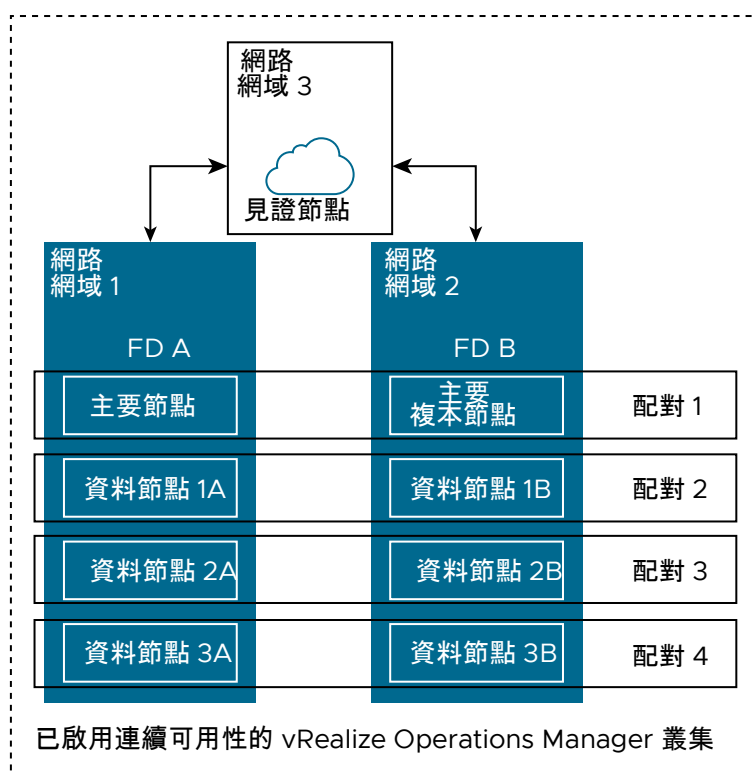 網路
網域 3
見證節點
網路
網域 1
網路
網域 2
FD A
FD B
主要節點
主要
複本節點
配對 1
資料節點 1A
資料節點 1B
配對 2
資料節點 2A
資料節點 2B
配對 3
資料節點 3A
資料節點 3B
配對 4
已啟用連續可用性的 vRealize Operations Manager 叢集